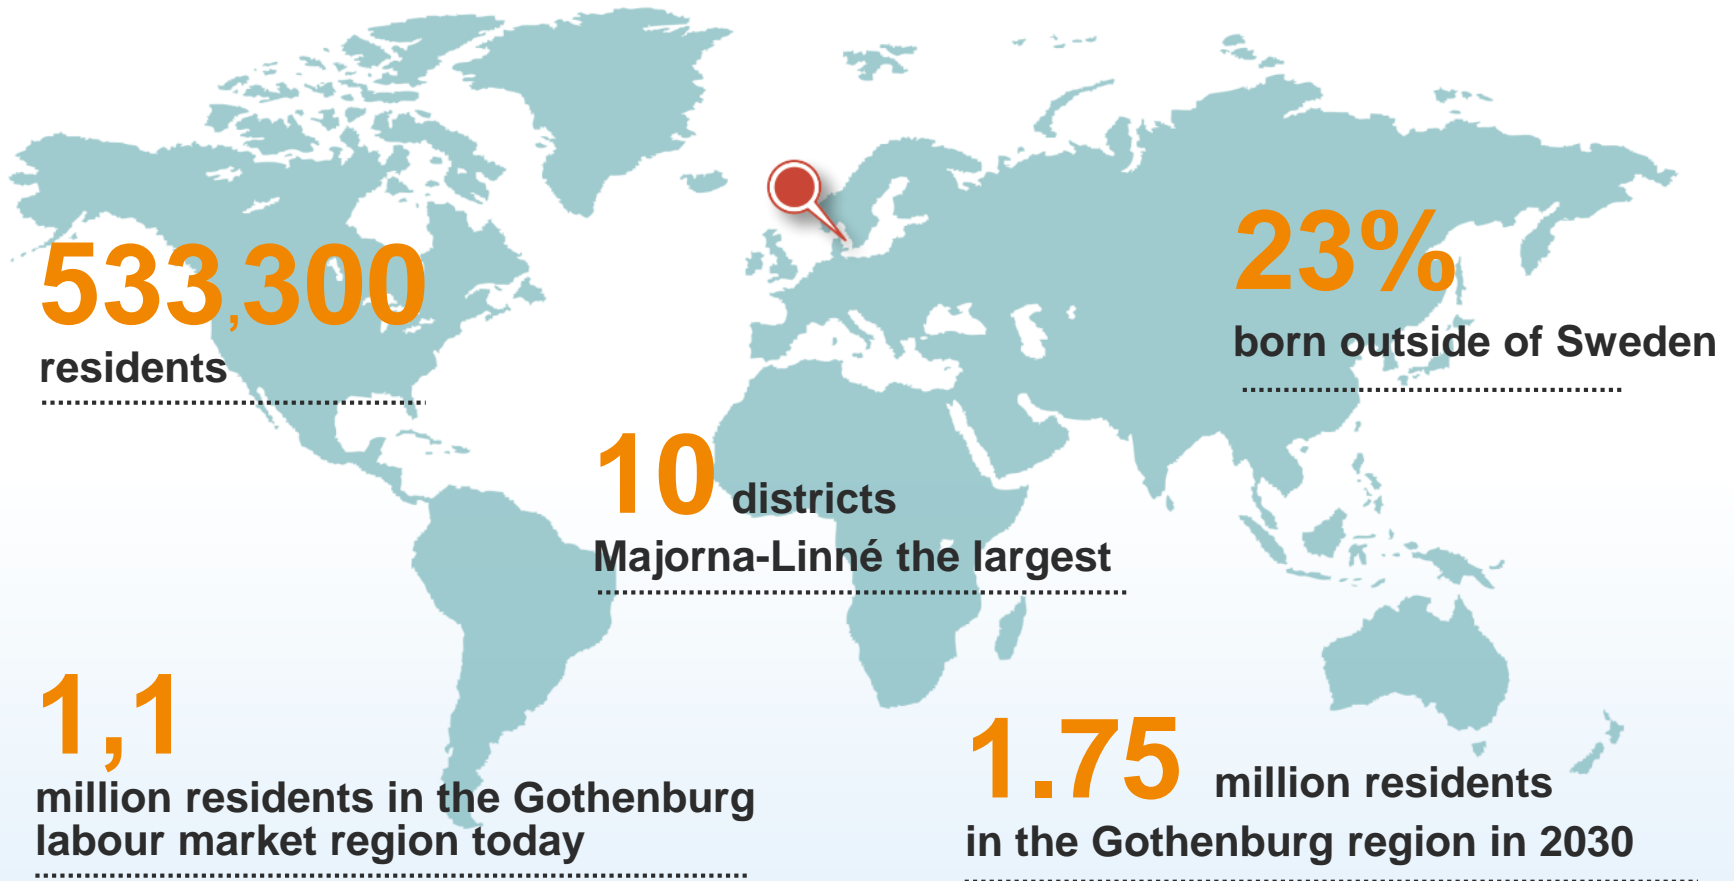 533,300
residents
23%
born outside of Sweden
10 districts
Majorna-Linné the largest
1,1
million residents in the Gothenburg
labour market region today
1.75 million residents
in the Gothenburg region in 2030